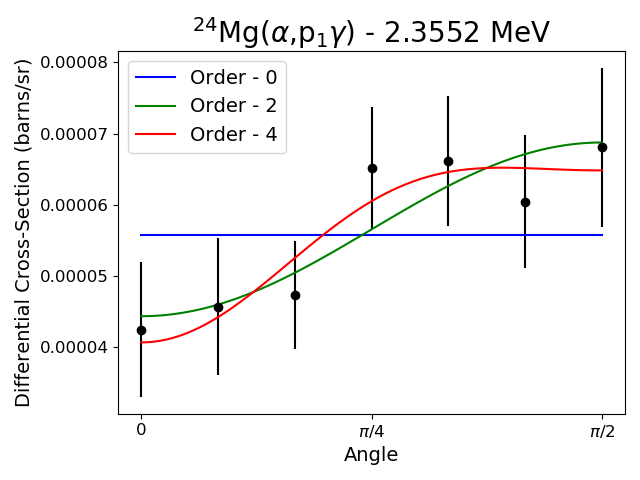 ²⁴Mg(α,p₁γ) - 2.3552 MeV
Order - 0
Order - 2
Order - 4
Differential Cross-Section (barns/sr)
0.00008
0.00007
0.00006
0.00005
0.00004
0 π/4 π/2
Angle